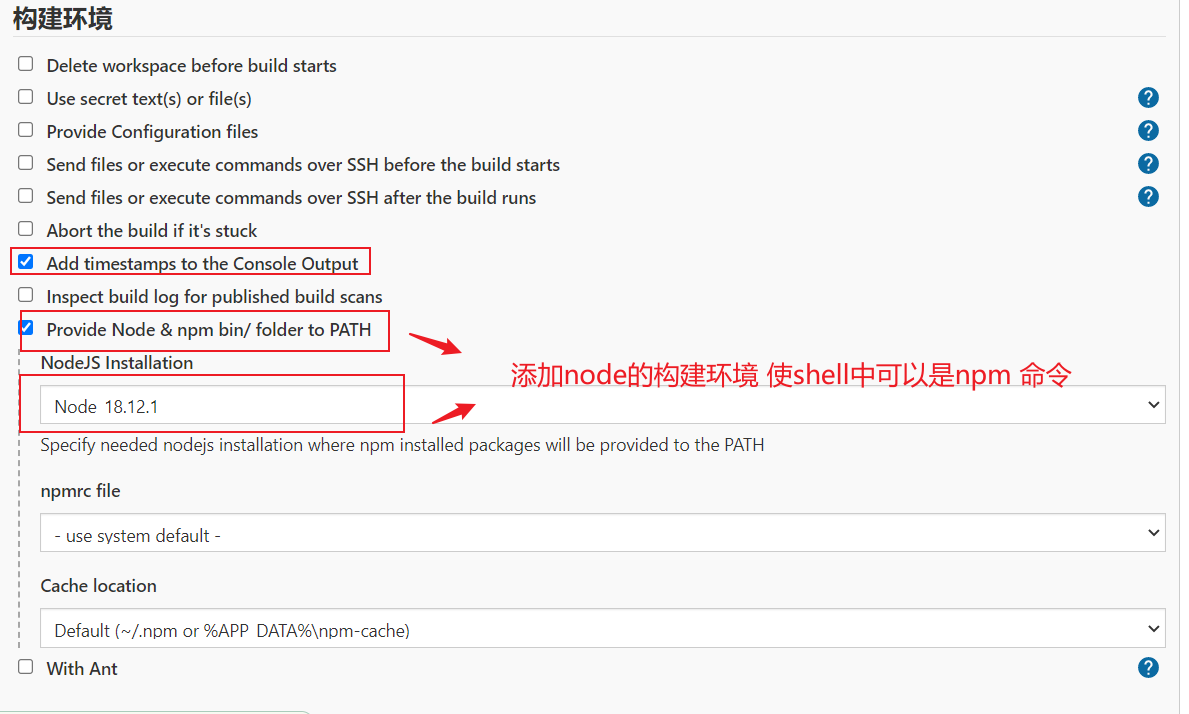 构建环境
Delete workspace before build starts
Use secret text(s) or file(s)
Provide Configuration files
Send files or execute commands over SSH before the build starts
Send files or execute commands over SSH after the build runs
Abort the build if it's stuck
Add timestamps to the Console Output
Inspect build log for published build scans
Provide Node & npm bin/ folder to PATH
NodeJS Installation
添加node的构建环境 使shell中可以是npm 命令
Node 18.12.1
Specify needed nodejs installation where npm installed packages will be provided to the PATH
npmrc file
- use system default -
Cache location
Default (~/.npm or %APP_DATA%\npm-cache)
With Ant